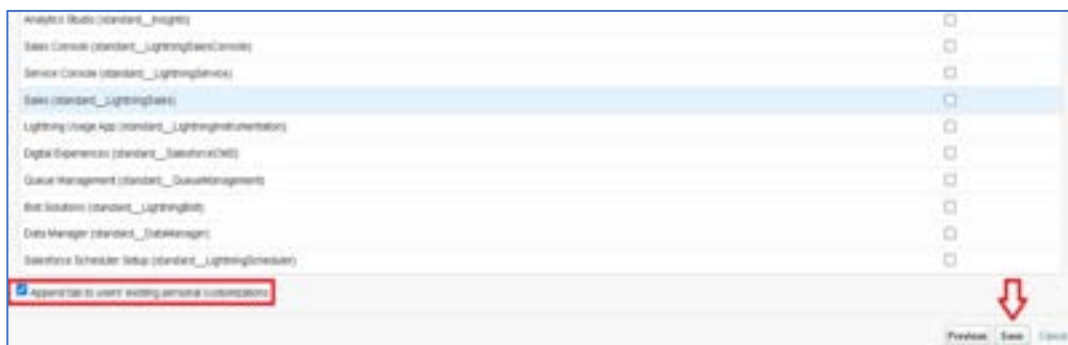 Analytics Studio (standard__Insights)
Sales Console (standard__LightningSalesConsole)
Service Console (standard__LightningService)
Sales (standard__LightningSales)
Lightning Usage App (standard__LightningInstrumentation)
Digital Experiences (standard__SalesforceCMS)
Queue Management (standard__QueueManagement)
Bot Solutions (standard__LightningBolt)
Data Manager (standard__DataManager)
Salesforce Scheduler Setup (standard__LightningScheduler)
Append tab to users' existing personal customizations
Previous Save Cancel